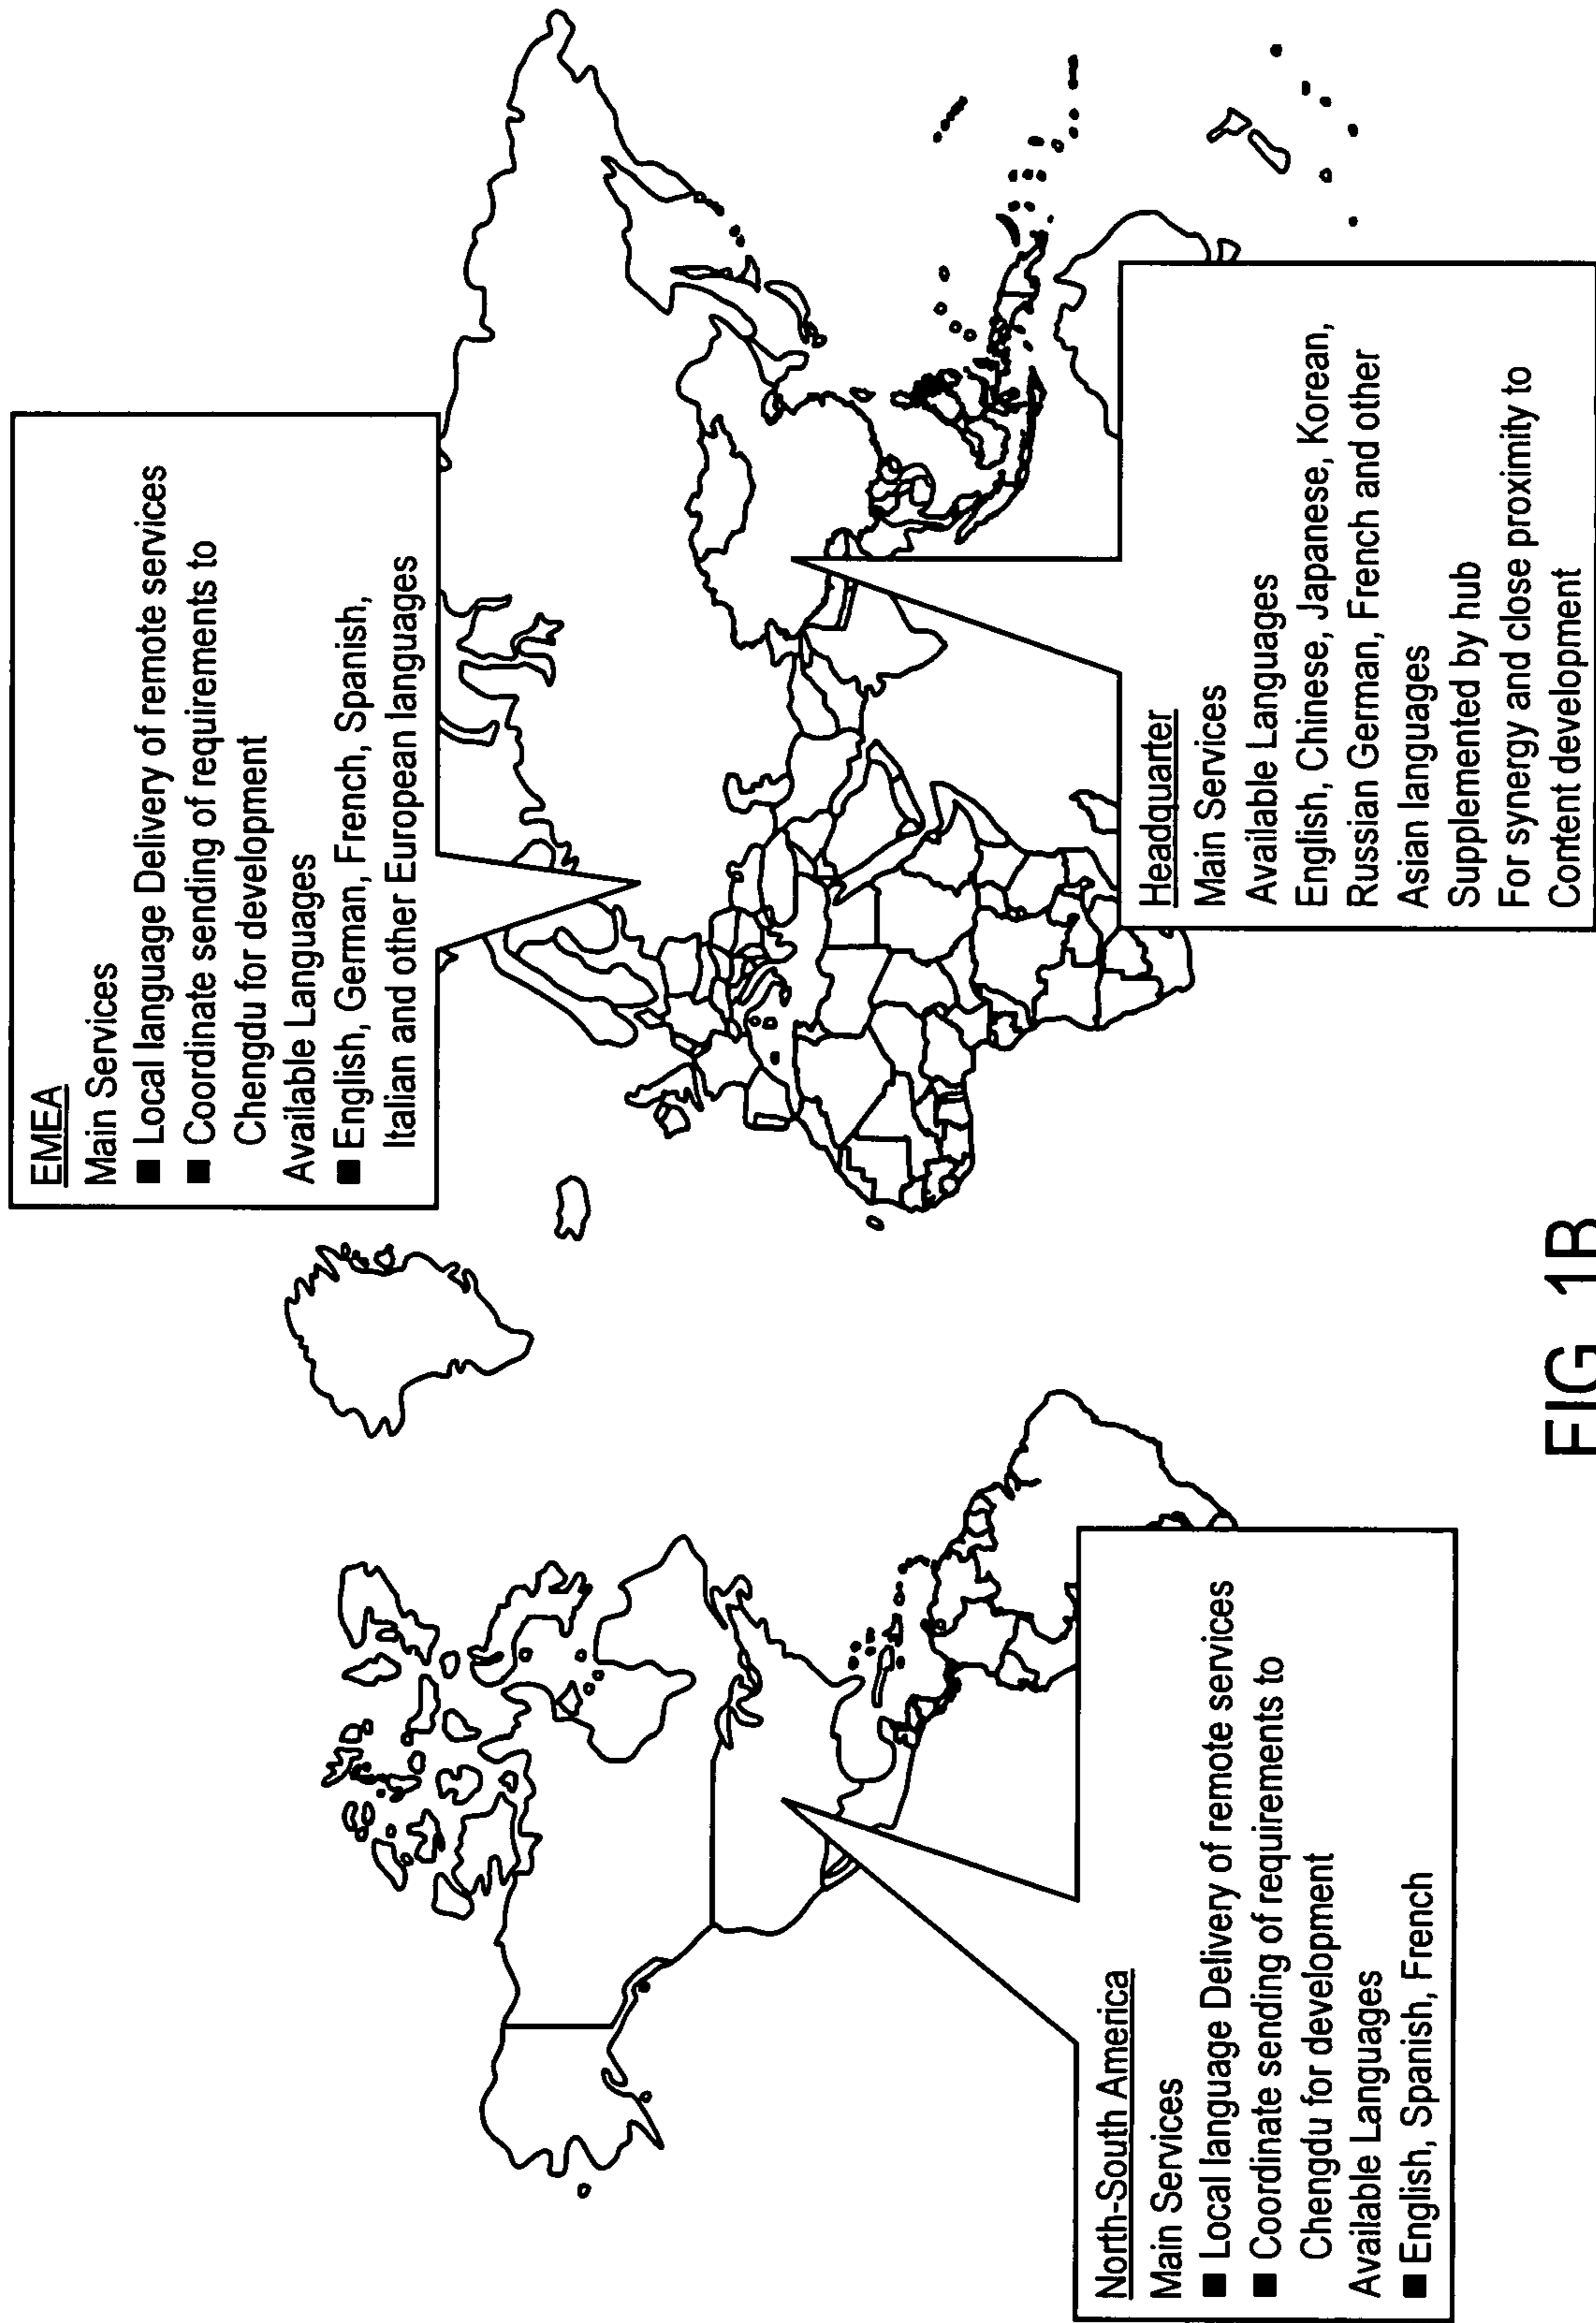 EMEA
Main Services
■ Local language Delivery of remote services
■ Coordinate sending of requirements to
Chengdu for development
Available Languages
■ English, German, French, Spanish,
Italian and other European languages
North-South America
Main Services
■ Local language Delivery of remote services
■ Coordinate sending of requirements to
Chengdu for development
Available Languages
■ English, Spanish, French
Headquarter
Main Services
Available Languages
English, Chinese, Japanese, Korean,
Russian German, French and other
Asian languages
Supplemented by hub
For synergy and close proximity to
Content development
FIG. 1B